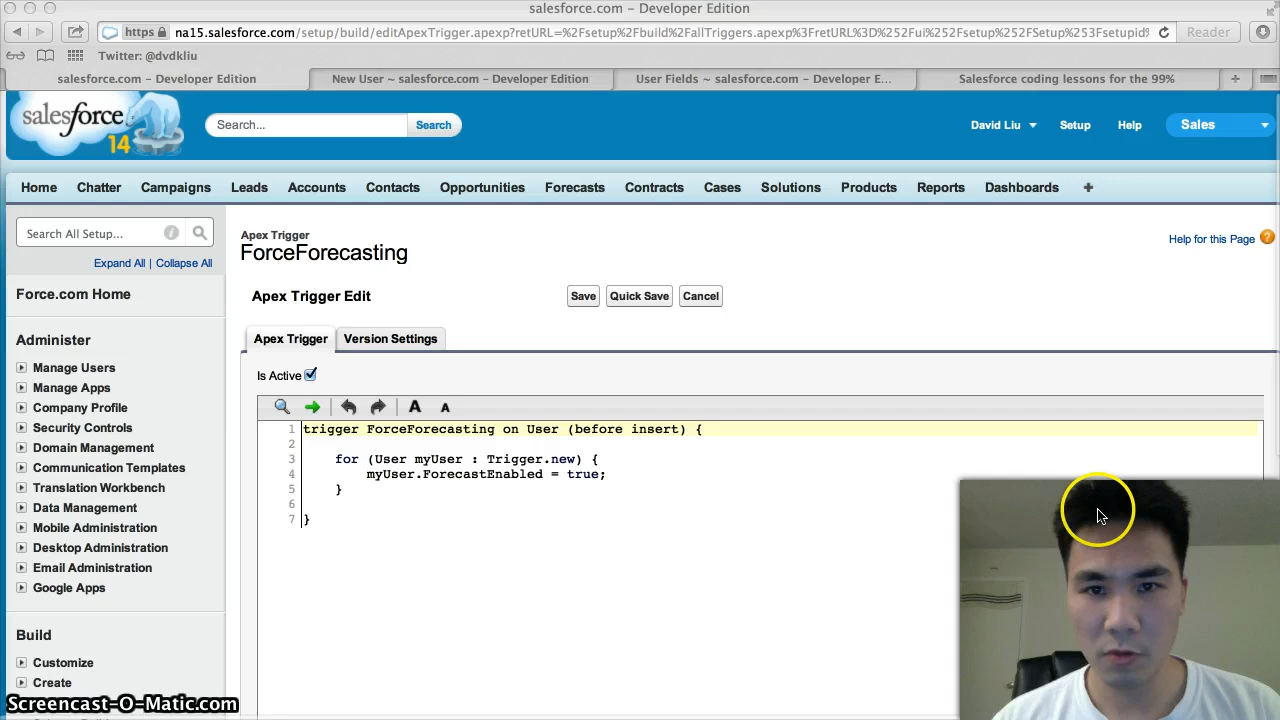 salesforce.com - Developer Edition
https na15.salesforce.com/setup/build/editApexTrigger.apexp?retURL=%2Fsetup%2Fbuild%2FallTriggers.apexp%3FretURL%3D%252Fui%252Fsetup%252FSetup%253Fsetupid% Reader
Twitter: @dvdkliu
salesforce.com - Developer Edition New User ~ salesforce.com - Developer Edition User Fields ~ salesforce.com - Developer E... Salesforce coding lessons for the 99% +
salesforce 14 Search... Search David Liu Setup Help Sales
Home Chatter Campaigns Leads Accounts Contacts Opportunities Forecasts Contracts Cases Solutions Products Reports Dashboards +
Search All Setup...
Expand All | Collapse All
Force.com Home
Administer
Manage Users
Manage Apps
Company Profile
Security Controls
Domain Management
Communication Templates
Translation Workbench
Data Management
Mobile Administration
Desktop Administration
Email Administration
Google Apps
Build
Customize
Create
Apex Trigger
ForceForecasting
Help for this Page ?
Apex Trigger Edit Save Quick Save Cancel
Apex Trigger Version Settings
Is Active
A A
1 trigger ForceForecasting on User (before insert) {
2
3 for (User myUser : Trigger.new) {
4 myUser.ForecastEnabled = true;
5 }
6
7 }
Screencast-O-Matic.com